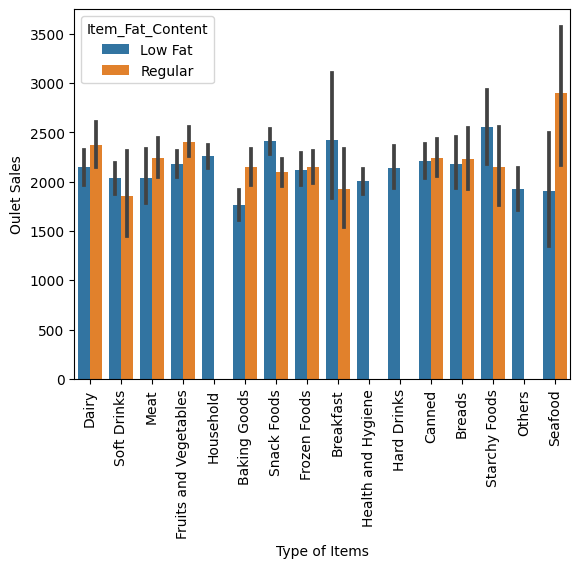 Item_Fat_Content
Low Fat
Regular
Oulet Sales
3500
3000
2500
2000
1500
1000
500
0
Dairy
Soft Drinks
Meat
Fruits and Vegetables
Household
Baking Goods
Snack Foods
Frozen Foods
Breakfast
Health and Hygiene
Hard Drinks
Canned
Breads
Starchy Foods
Others
Seafood
Type of Items